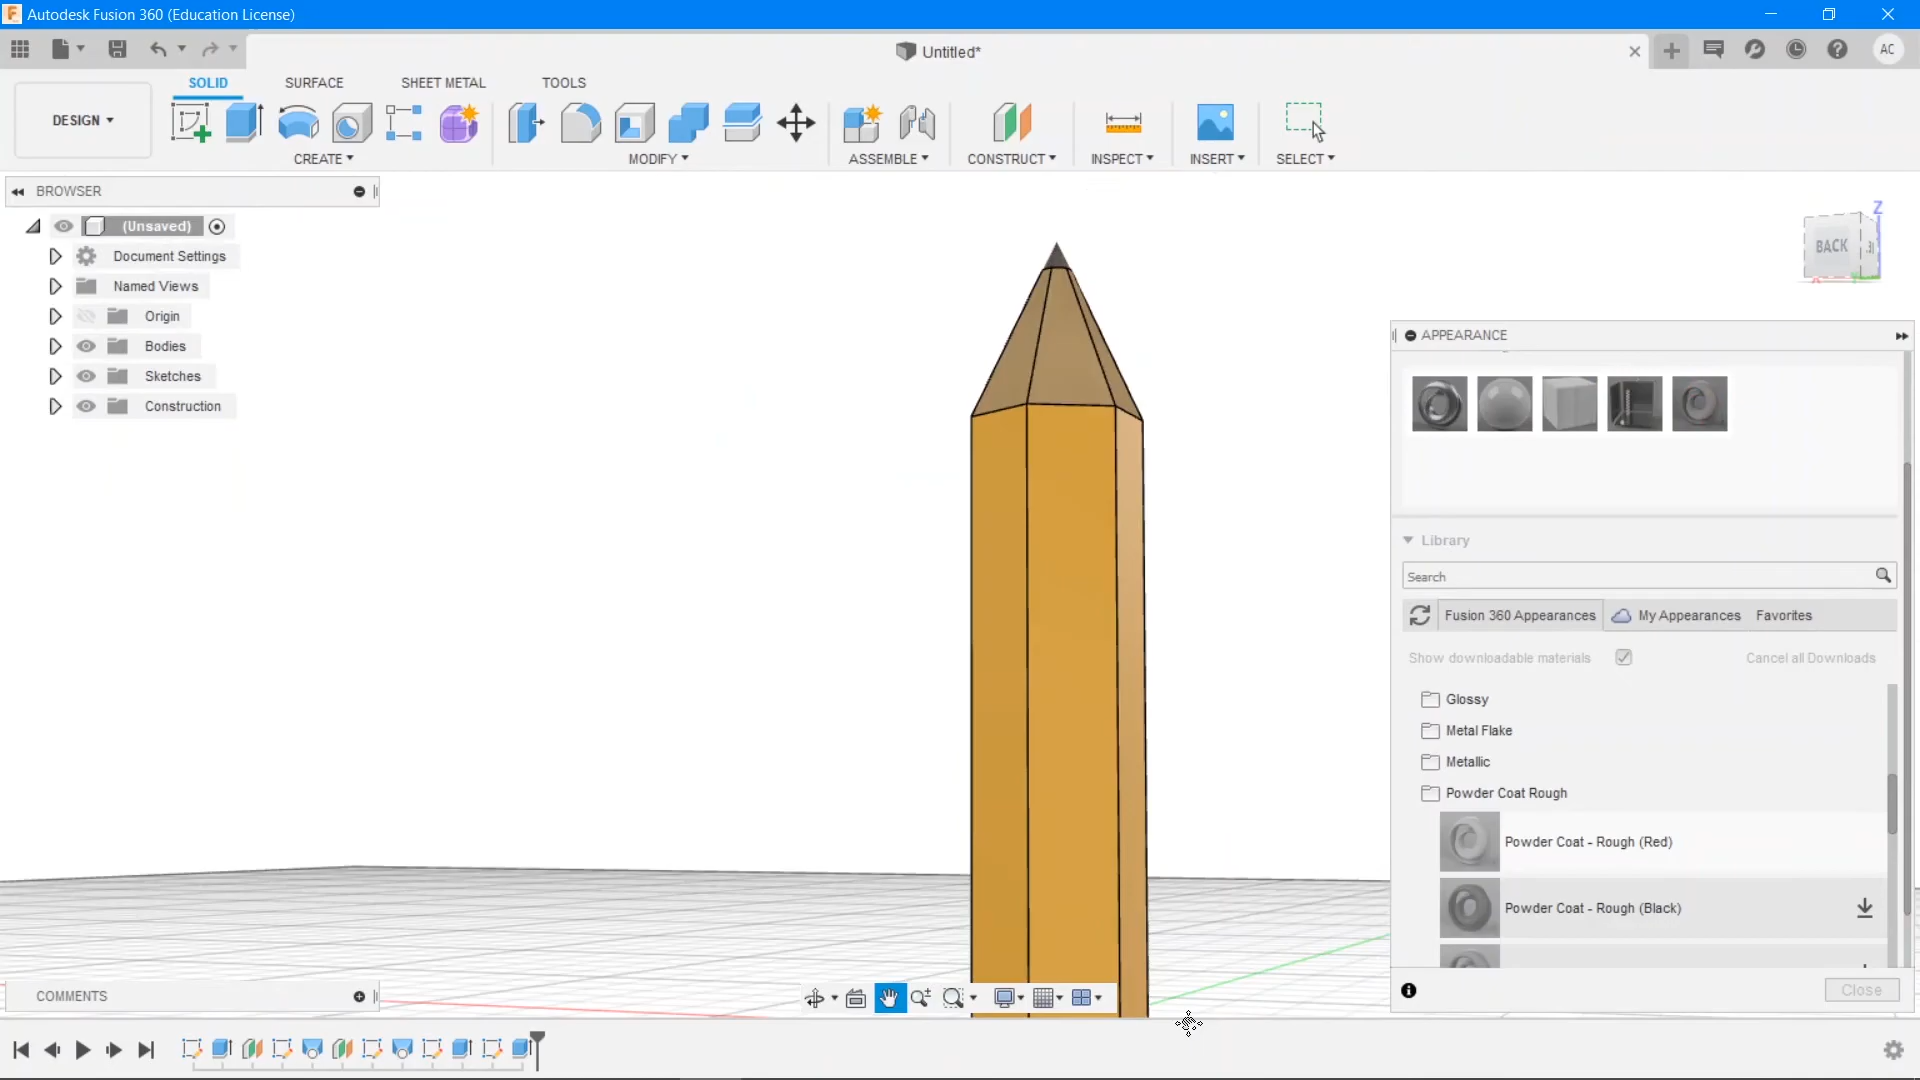 Autodesk Fusion 360 (Education License)
Untitled*
AC
DESIGN
SOLID
SURFACE
SHEET METAL
TOOLS
CREATE
MODIFY
ASSEMBLE
CONSTRUCT
INSPECT
INSERT
SELECT
BROWSER
(Unsaved)
Document Settings
Named Views
Origin
Bodies
Sketches
Construction
Z
BACK
APPEARANCE
Library
Search
Fusion 360 Appearances
My Appearances
Favorites
Show downloadable materials
Cancel all Downloads
Glossy
Metal Flake
Metallic
Powder Coat Rough
Powder Coat - Rough (Red)
Powder Coat - Rough (Black)
Close
COMMENTS